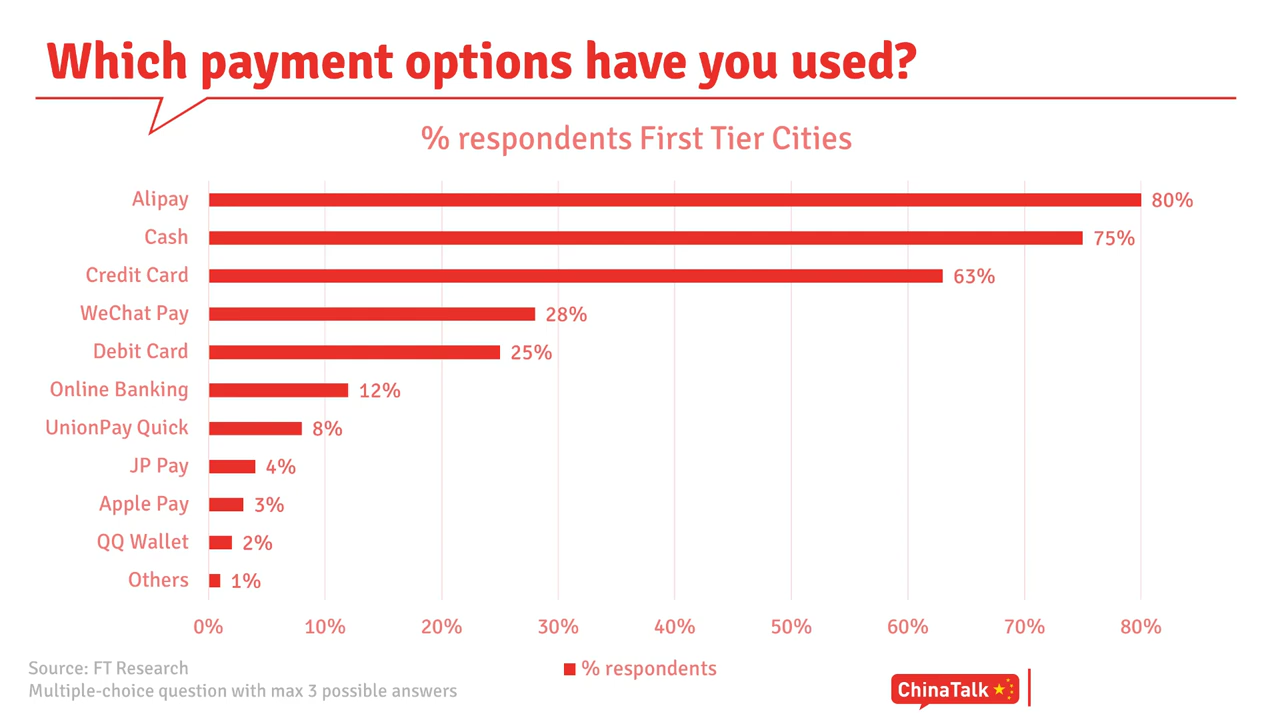 Which payment options have you used?
% respondents First Tier Cities
Alipay 80%
Cash 75%
Credit Card 63%
WeChat Pay 28%
Debit Card 25%
Online Banking 12%
UnionPay Quick 8%
JP Pay 4%
Apple Pay 3%
QQ Wallet 2%
Others 1%
0% 10% 20% 30% 40% 50% 60% 70% 80%
% respondents
Source: FT Research
Multiple-choice question with max 3 possible answers
ChinaTalk